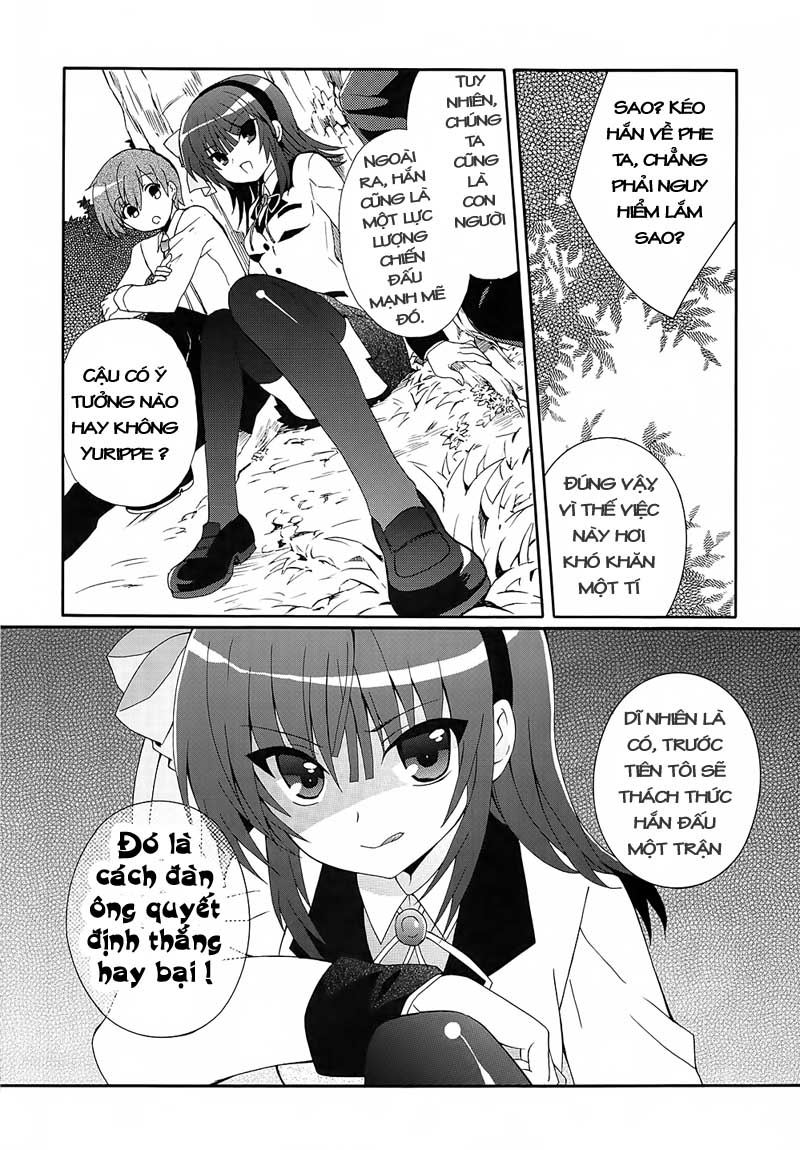 SAO? KÉO
HẮN VỀ PHE
TA, CHẲNG
PHẢI NGUY
HIỂM LẮM
SAO?
ĐÚNG VẬY,
VÌ THẾ VIỆC
NÀY HƠI
KHÓ KHĂN
MỘT TÍ
TUY
NHIÊN,
CHÚNG
TA
CŨNG
LÀ
CON
NGƯỜI
NGOÀI
RA, HẮN
CŨNG LÀ
MỘT LỰC
LƯỢNG
CHIẾN
ĐẤU
MẠNH MẼ
ĐÓ.
CẬU CÓ Ý
TƯỞNG NÀO
HAY KHÔNG
YURIPPE ?
DĨ NHIÊN LÀ
CÓ, TRƯỚC
TIÊN TÔI SẼ
THÁCH THỨC
HẮN ĐẤU
MỘT TRẬN
Đó là
cách đàn
ông quyết
định thắng
hay bại !